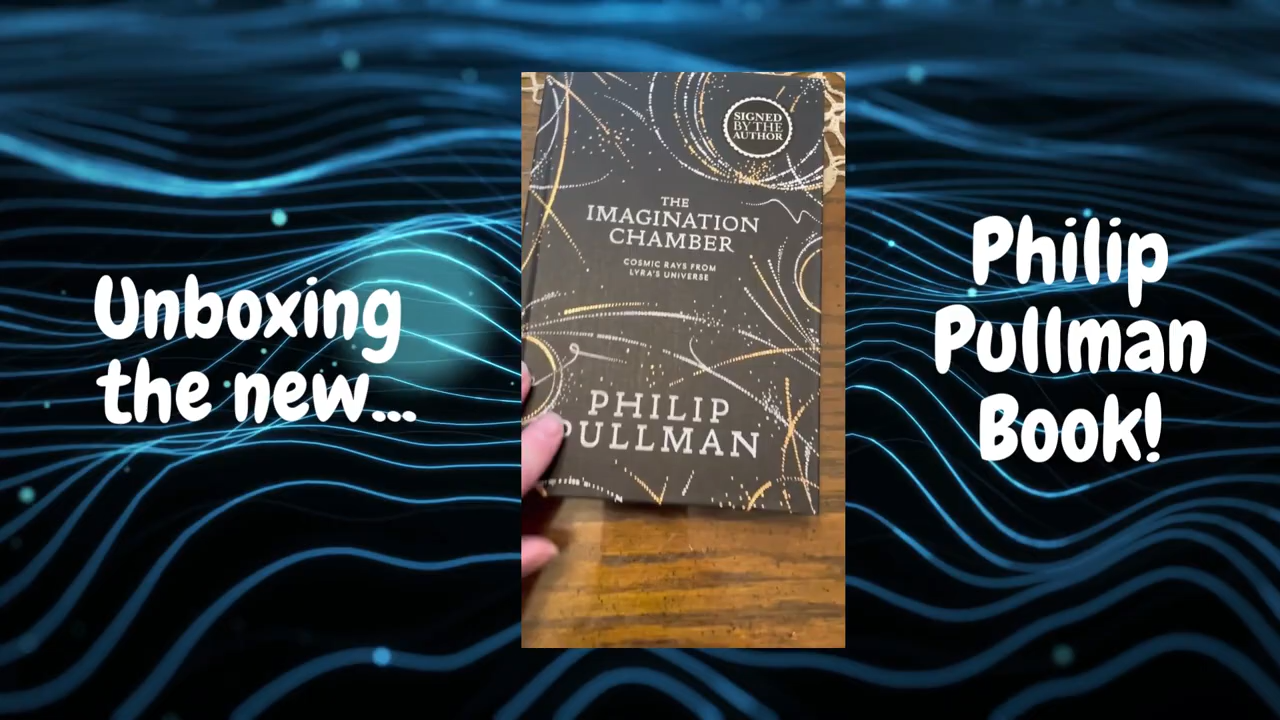 Unboxing
the new...
SIGNED
BY THE
AUTHOR
THE
IMAGINATION
CHAMBER
COSMIC RAYS FROM
LYRA'S UNIVERSE
PHILIP
PULLMAN
Philip
Pullman
Book!